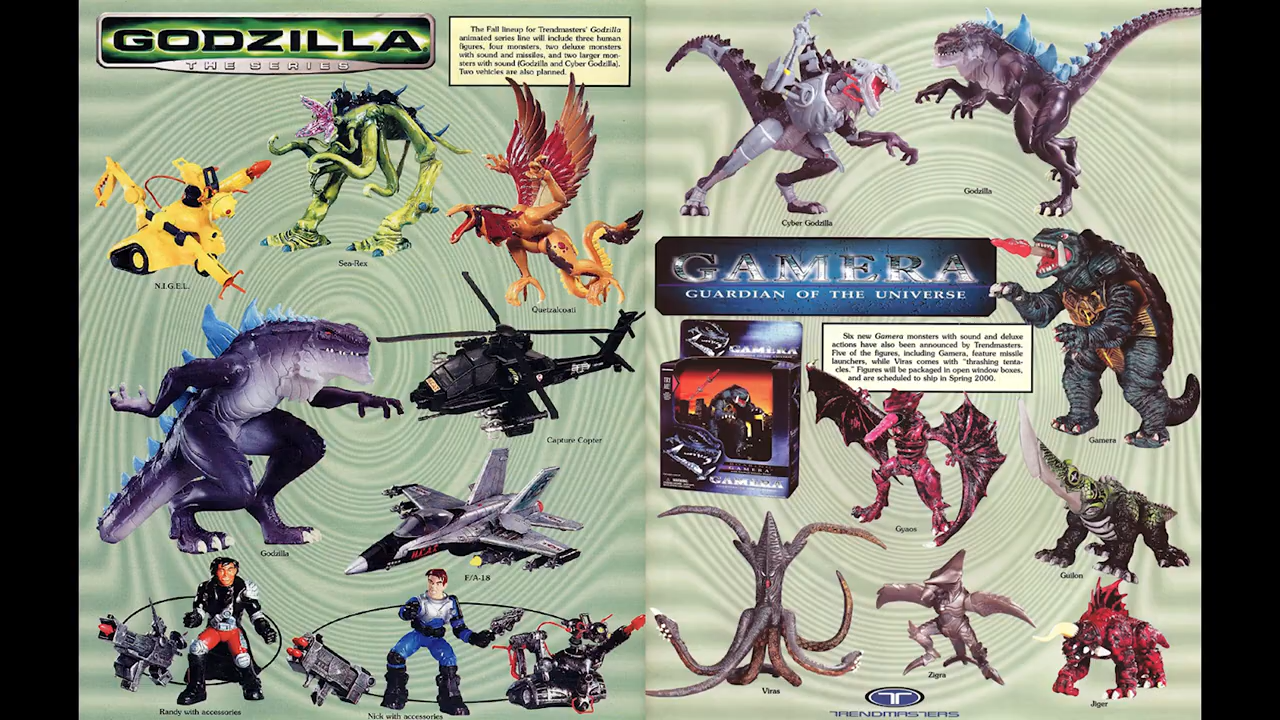 GODZILLA
THE SERIES
The Fall lineup for Trendmasters' Godzilla
animated series line will include three human
figures, four monsters, two deluxe monsters
with sound and missiles, and two larger mon-
sters with sound (Godzilla and Cyber Godzilla).
Two vehicles are also planned.
N.I.G.E.L.
Sea-Rex
Quetzalcoatl
Godzilla
Capture Copter
F/A-18
Randy with accessories
Nick with accessories
Cyber Godzilla
Godzilla
GAMERA
GUARDIAN OF THE UNIVERSE
Six new Gamera monsters with sound and deluxe
actions have also been announced by Trendmasters.
Five of the figures, including Gamera, feature missile
launchers, while Viras comes with "thrashing tenta-
cles." Figures will be packaged in open window boxes,
and are scheduled to ship in Spring 2000.
GAMERA
TRY ME
GAMERA
GAMERA
Gamera
Gyaos
Guilon
Viras
Zigra
Jiger
TRENDMASTERS